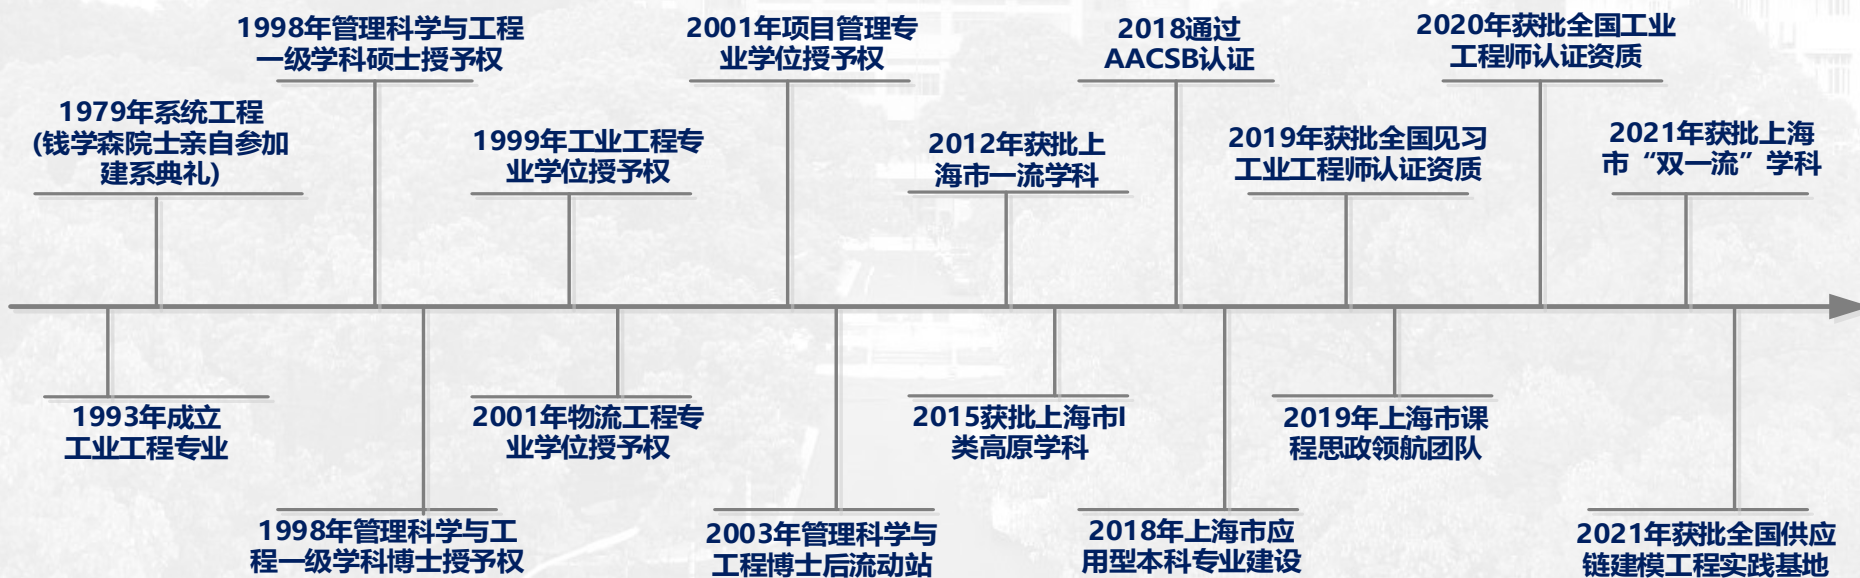 1979年系统工程
(钱学森院士亲自参加
建系典礼)
1998年管理科学与工程
一级学科硕士授予权
1999年工业工程专
业学位授予权
2001年项目管理专
业学位授予权
2012年获批上
海市一流学科
2018通过
AACSB认证
2019年获批全国见习
工业工程师认证资质
2020年获批全国工业
工程师认证资质
2021年获批上海
市“双一流”学科
1993年成立
工业工程专业
1998年管理科学与工
程一级学科博士授予权
2001年物流工程专
业学位授予权
2003年管理科学与
工程博士后流动站
2015获批上海市I
类高原学科
2018年上海市应
用型本科专业建设
2019年上海市课
程思政领航团队
2021年获批全国供应
链建模工程实践基地